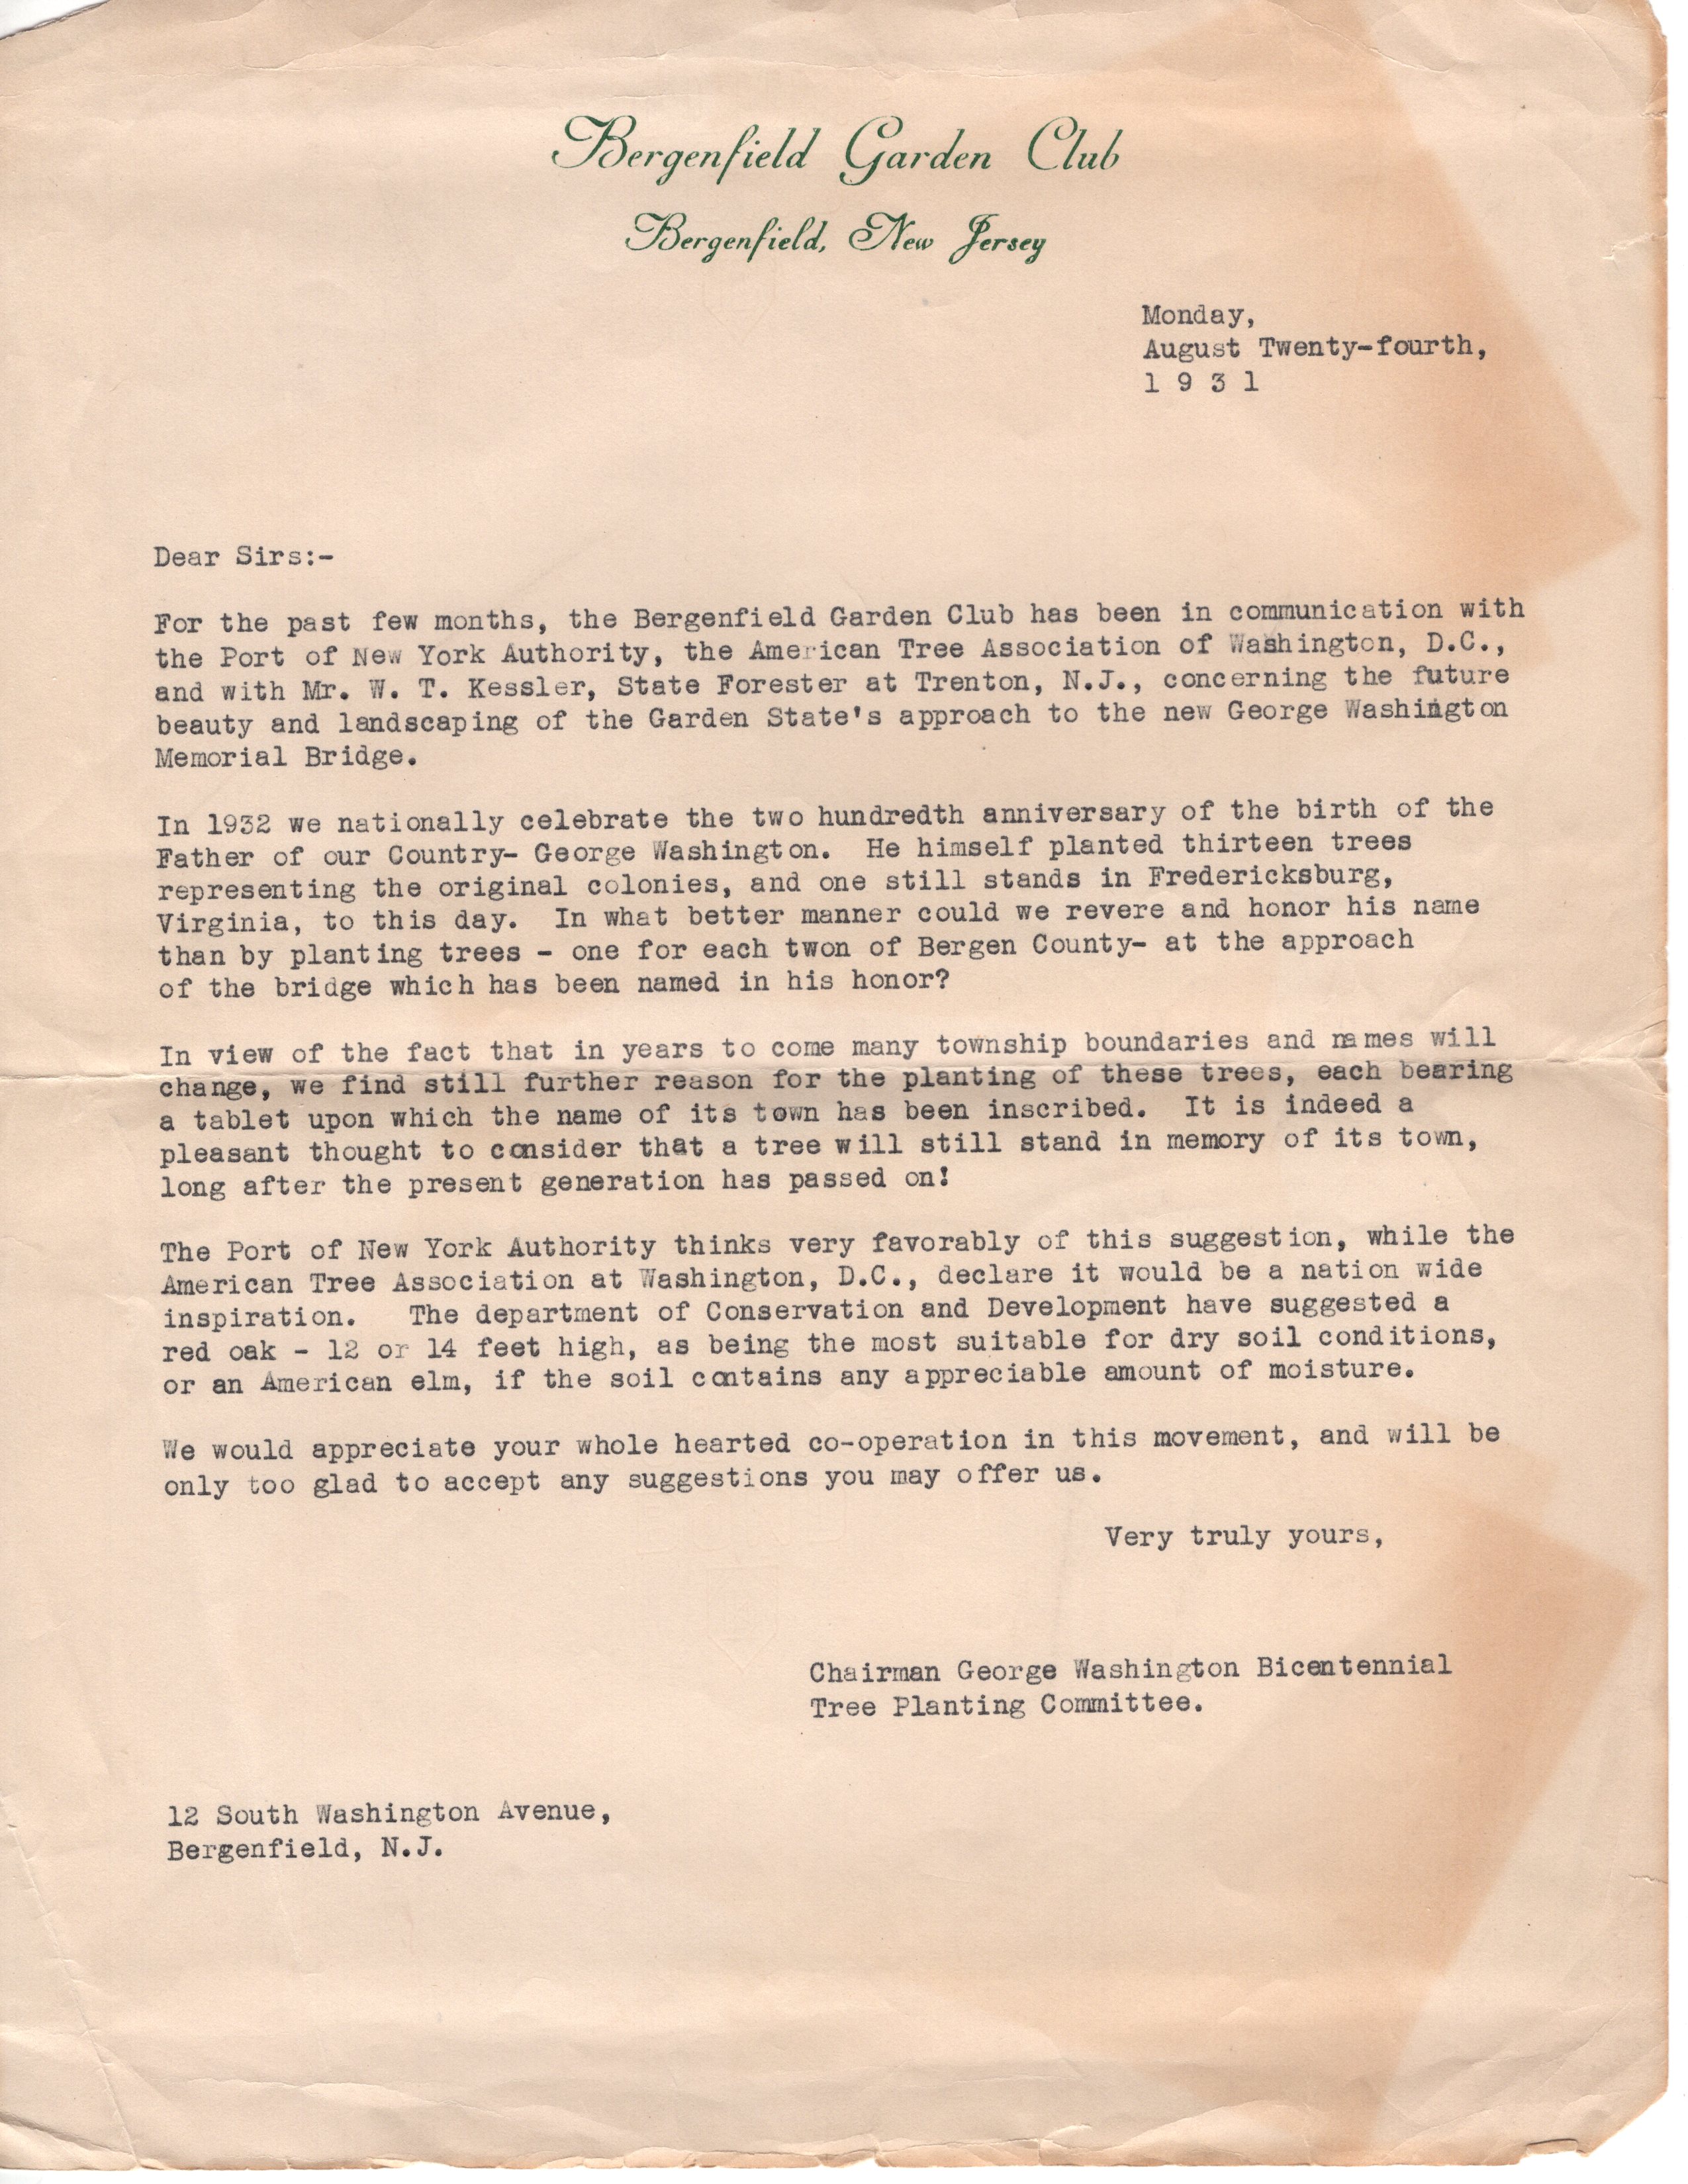 Bergenfield Garden Club
Bergenfield, New Jersey
Monday,
August Twenty-fourth,
1 9 3 1
Dear Sirs:-
For the past few months, the Bergenfield Garden Club has been in communication with
the Port of New York Authority, the American Tree Association of Washington, D.C.,
and with Mr. W. T. Kessler, State Forester at Trenton, N.J., concerning the future
beauty and landscaping of the Garden State's approach to the new George Washington
Memorial Bridge.
In 1932 we nationally celebrate the two hundredth anniversary of the birth of the
Father of our Country- George Washington.  He himself planted thirteen trees
representing the original colonies, and one still stands in Fredericksburg,
Virginia, to this day.  In what better manner could we revere and honor his name
than by planting trees - one for each twon of Bergen County- at the approach
of the bridge which has been named in his honor?
In view of the fact that in years to come many township boundaries and names will
change, we find still further reason for the planting of these trees, each bearing
a tablet upon which the name of its town has been inscribed.  It is indeed a
pleasant thought to consider that a tree will still stand in memory of its town,
long after the present generation has passed on!
The Port of New York Authority thinks very favorably of this suggestion, while the
American Tree Association at Washington, D.C., declare it would be a nation wide
inspiration.   The department of Conservation and Development have suggested a
red oak - 12 or 14 feet high, as being the most suitable for dry soil conditions,
or an American elm, if the soil contains any appreciable amount of moisture.
We would appreciate your whole hearted co-operation in this movement, and will be
only too glad to accept any suggestions you may offer us.
Very truly yours,
Chairman George Washington Bicentennial
Tree Planting Committee.
12 South Washington Avenue,
Bergenfield, N.J.